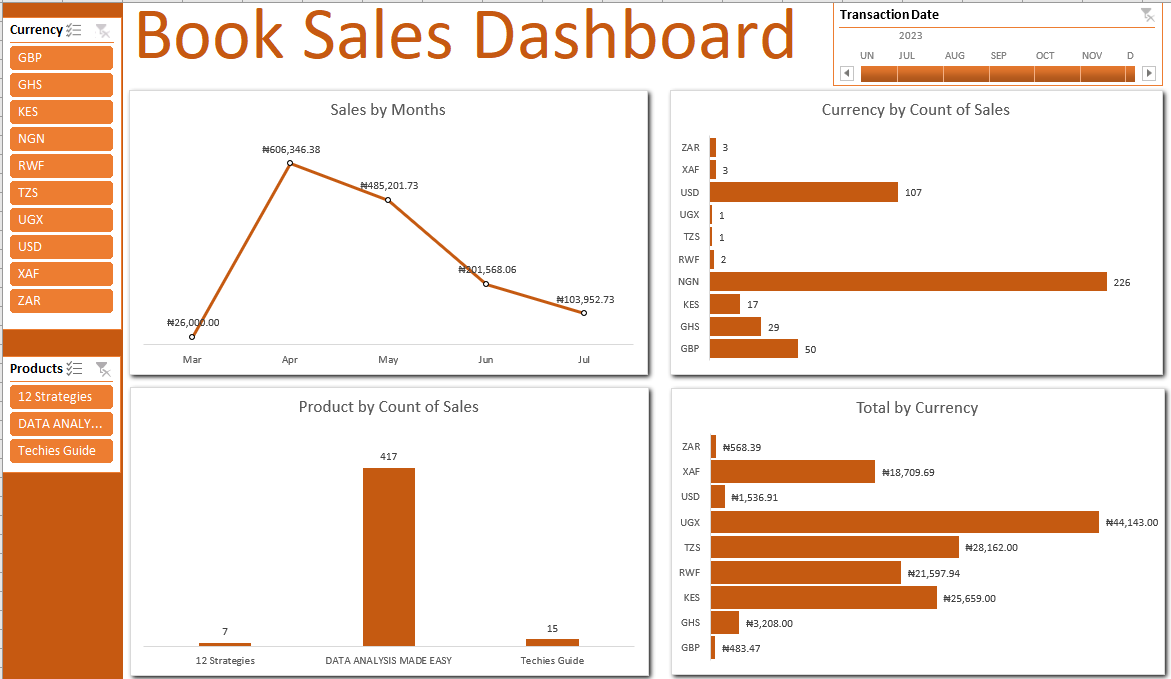 Book Sales Dashboard
Currency
GBP
GHS
KES
NGN
RWF
TZS
UGX
USD
XAF
ZAR
Products
12 Strategies
DATA ANALY...
Techies Guide
Transaction Date
2023
UN JUL AUG SEP OCT NOV D
Sales by Months
₦606,346.38
₦485,201.73
₦201,568.06
₦103,952.73
₦26,000.00
Mar Apr May Jun Jul
Currency by Count of Sales
ZAR 3
XAF 3
USD 107
UGX 1
TZS 1
RWF 2
NGN 226
KES 17
GHS 29
GBP 50
Product by Count of Sales
417
7
15
12 Strategies DATA ANALYSIS MADE EASY Techies Guide
Total by Currency
ZAR ₦568.39
XAF ₦18,709.69
USD ₦1,536.91
UGX ₦44,143.00
TZS ₦28,162.00
RWF ₦21,597.94
KES ₦25,659.00
GHS ₦3,208.00
GBP ₦483.47